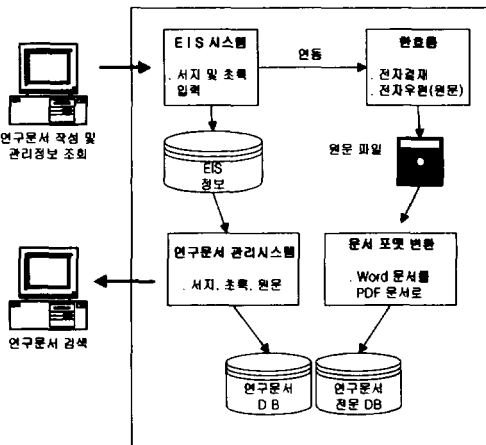 EIS 시스템
. 서지 및 초록
입력
연동
한호름
. 전자결재
. 전자우편(원문)
연구문서 작성 및
관리정보 조회
EIS
정보
원문 파일
연구문서 관리시스템
. 서지, 초록, 원문
문서 포맷 변환
. Word 문서를
PDF 문서로
연구문서 검색
연구문서
D B
연구문서
전문 DB